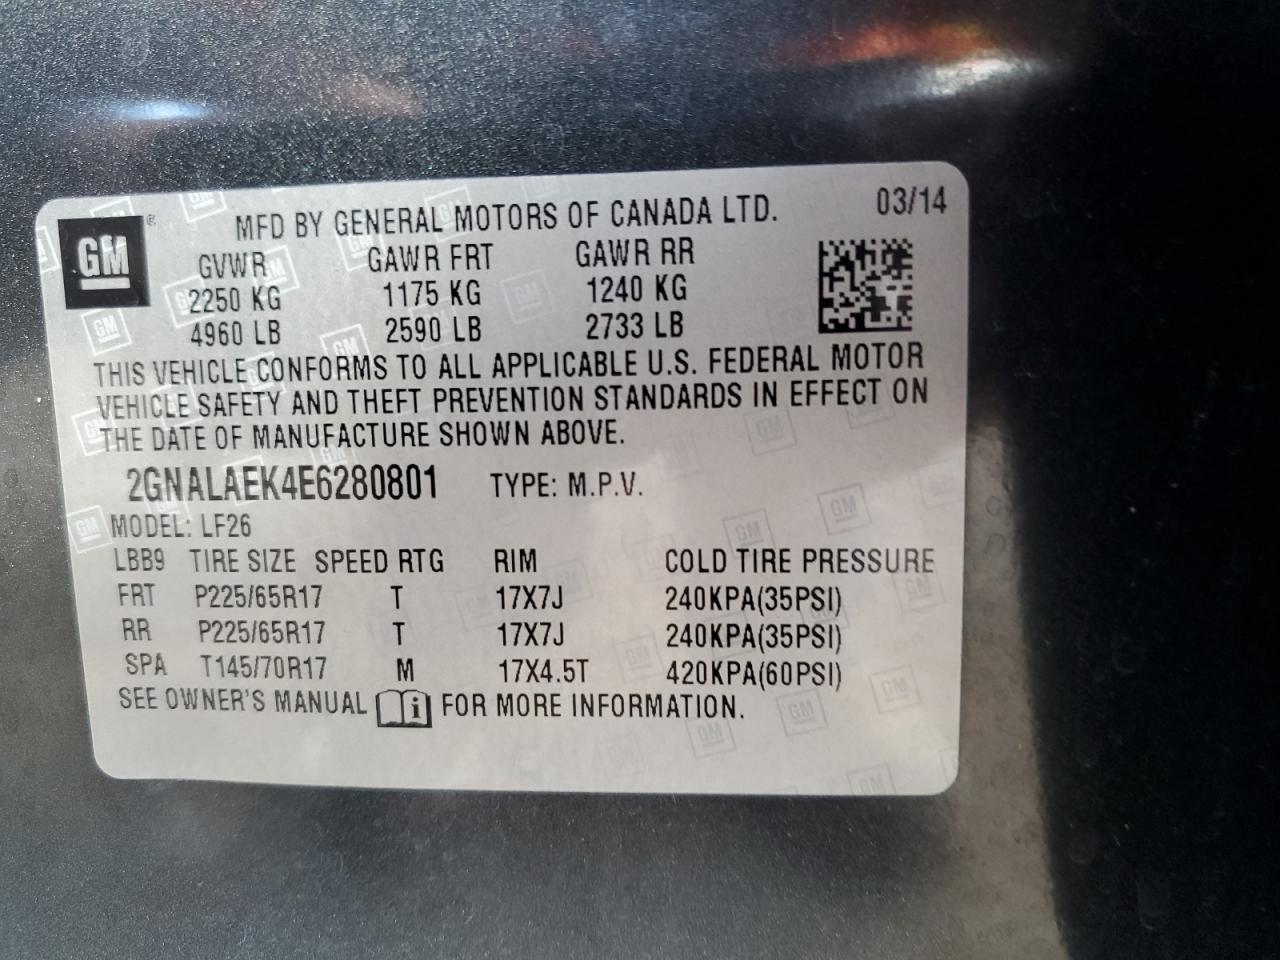 GM ® MFD BY GENERAL MOTORS OF CANADA LTD. 03/14
GVWR GAWR FRT GAWR RR
2250 KG 1175 KG 1240 KG
4960 LB 2590 LB 2733 LB
THIS VEHICLE CONFORMS TO ALL APPLICABLE U.S. FEDERAL MOTOR
VEHICLE SAFETY AND THEFT PREVENTION STANDARDS IN EFFECT ON
THE DATE OF MANUFACTURE SHOWN ABOVE.
2GNALAEK4E6280801 TYPE: M.P.V.
MODEL: LF26
LBB9 TIRE SIZE SPEED RTG RIM COLD TIRE PRESSURE
FRT P225/65R17 T 17X7J 240KPA(35PSI)
RR P225/65R17 T 17X7J 240KPA(35PSI)
SPA T145/70R17 M 17X4.5T 420KPA(60PSI)
SEE OWNER'S MANUAL i FOR MORE INFORMATION.